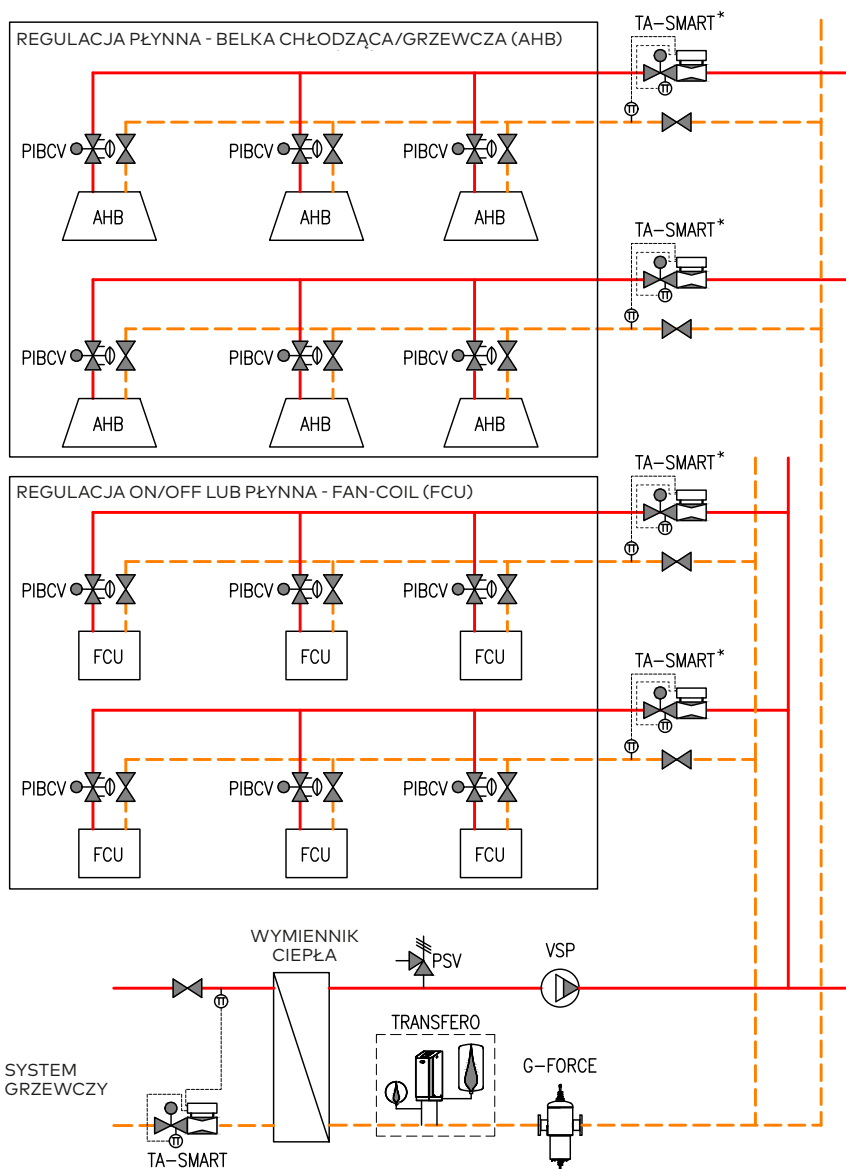 REGULACJA PŁYNNA - BELKA CHŁODZĄCA/GRZEWCZA (AHB)
TA-SMART*
PIBCV
PIBCV
PIBCV
AHB
AHB
AHB
TA-SMART*
PIBCV
PIBCV
PIBCV
AHB
AHB
AHB
REGULACJA ON/OFF LUB PŁYNNA - FAN-COIL (FCU)
TA-SMART*
PIBCV
PIBCV
PIBCV
FCU
FCU
FCU
TA-SMART*
PIBCV
PIBCV
PIBCV
FCU
FCU
FCU
WYMIENNIK
CIEPŁA
PSV
VSP
TRANSFERO
G-FORCE
SYSTEM
GRZEWCZY
TA-SMART